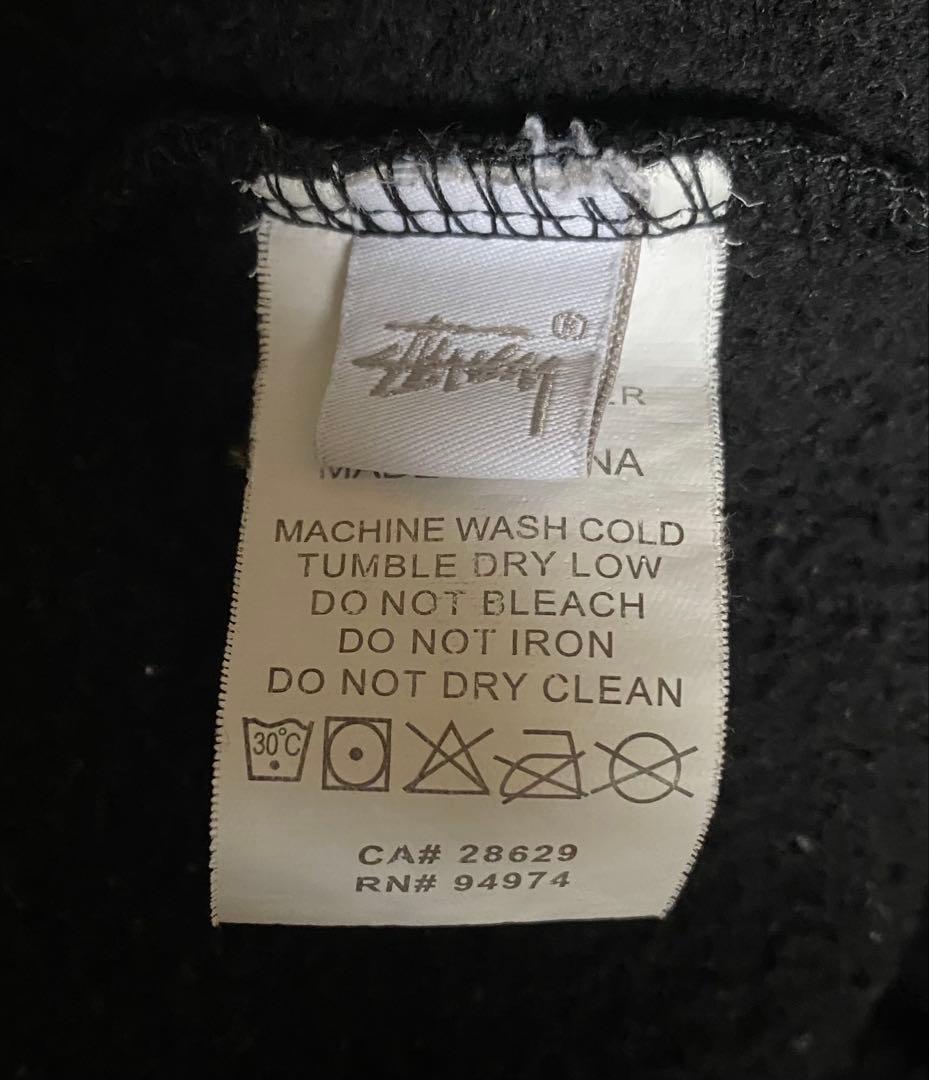 Stüssy ®
MACHINE WASH COLD
TUMBLE DRY LOW
DO NOT BLEACH
DO NOT IRON
DO NOT DRY CLEAN
30°C
CA# 28629
RN# 94974